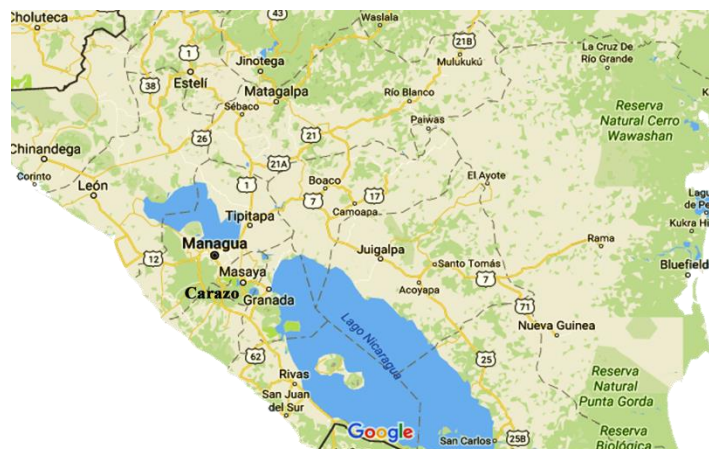 Choluteca
43
Waslala
1
Jinotega
21B
La Cruz De
Río Grande
Mulukukú
Estelí
38
Matagalpa
Río Blanco
Sébaco
Reserva
Natural Cerro
Wawashan
Paiwas
26
21
Chinandega
21A
Corinto
León
1
Boaco
7
17
El Ayote
Camoapa
Tipitapa
Kukra Hi
Managua
Rama
12
Juigalpa
Santo Tomás
7
Bluefield
Masaya
Acoyapa
Carazo
Granada
71
Lago Nicaragua
Nueva Guinea
62
25
Rivas
Reserva
Natural
Punta Gorda
San Juan
del Sur
Google
San Carlos
25B
Reserva
Biológica